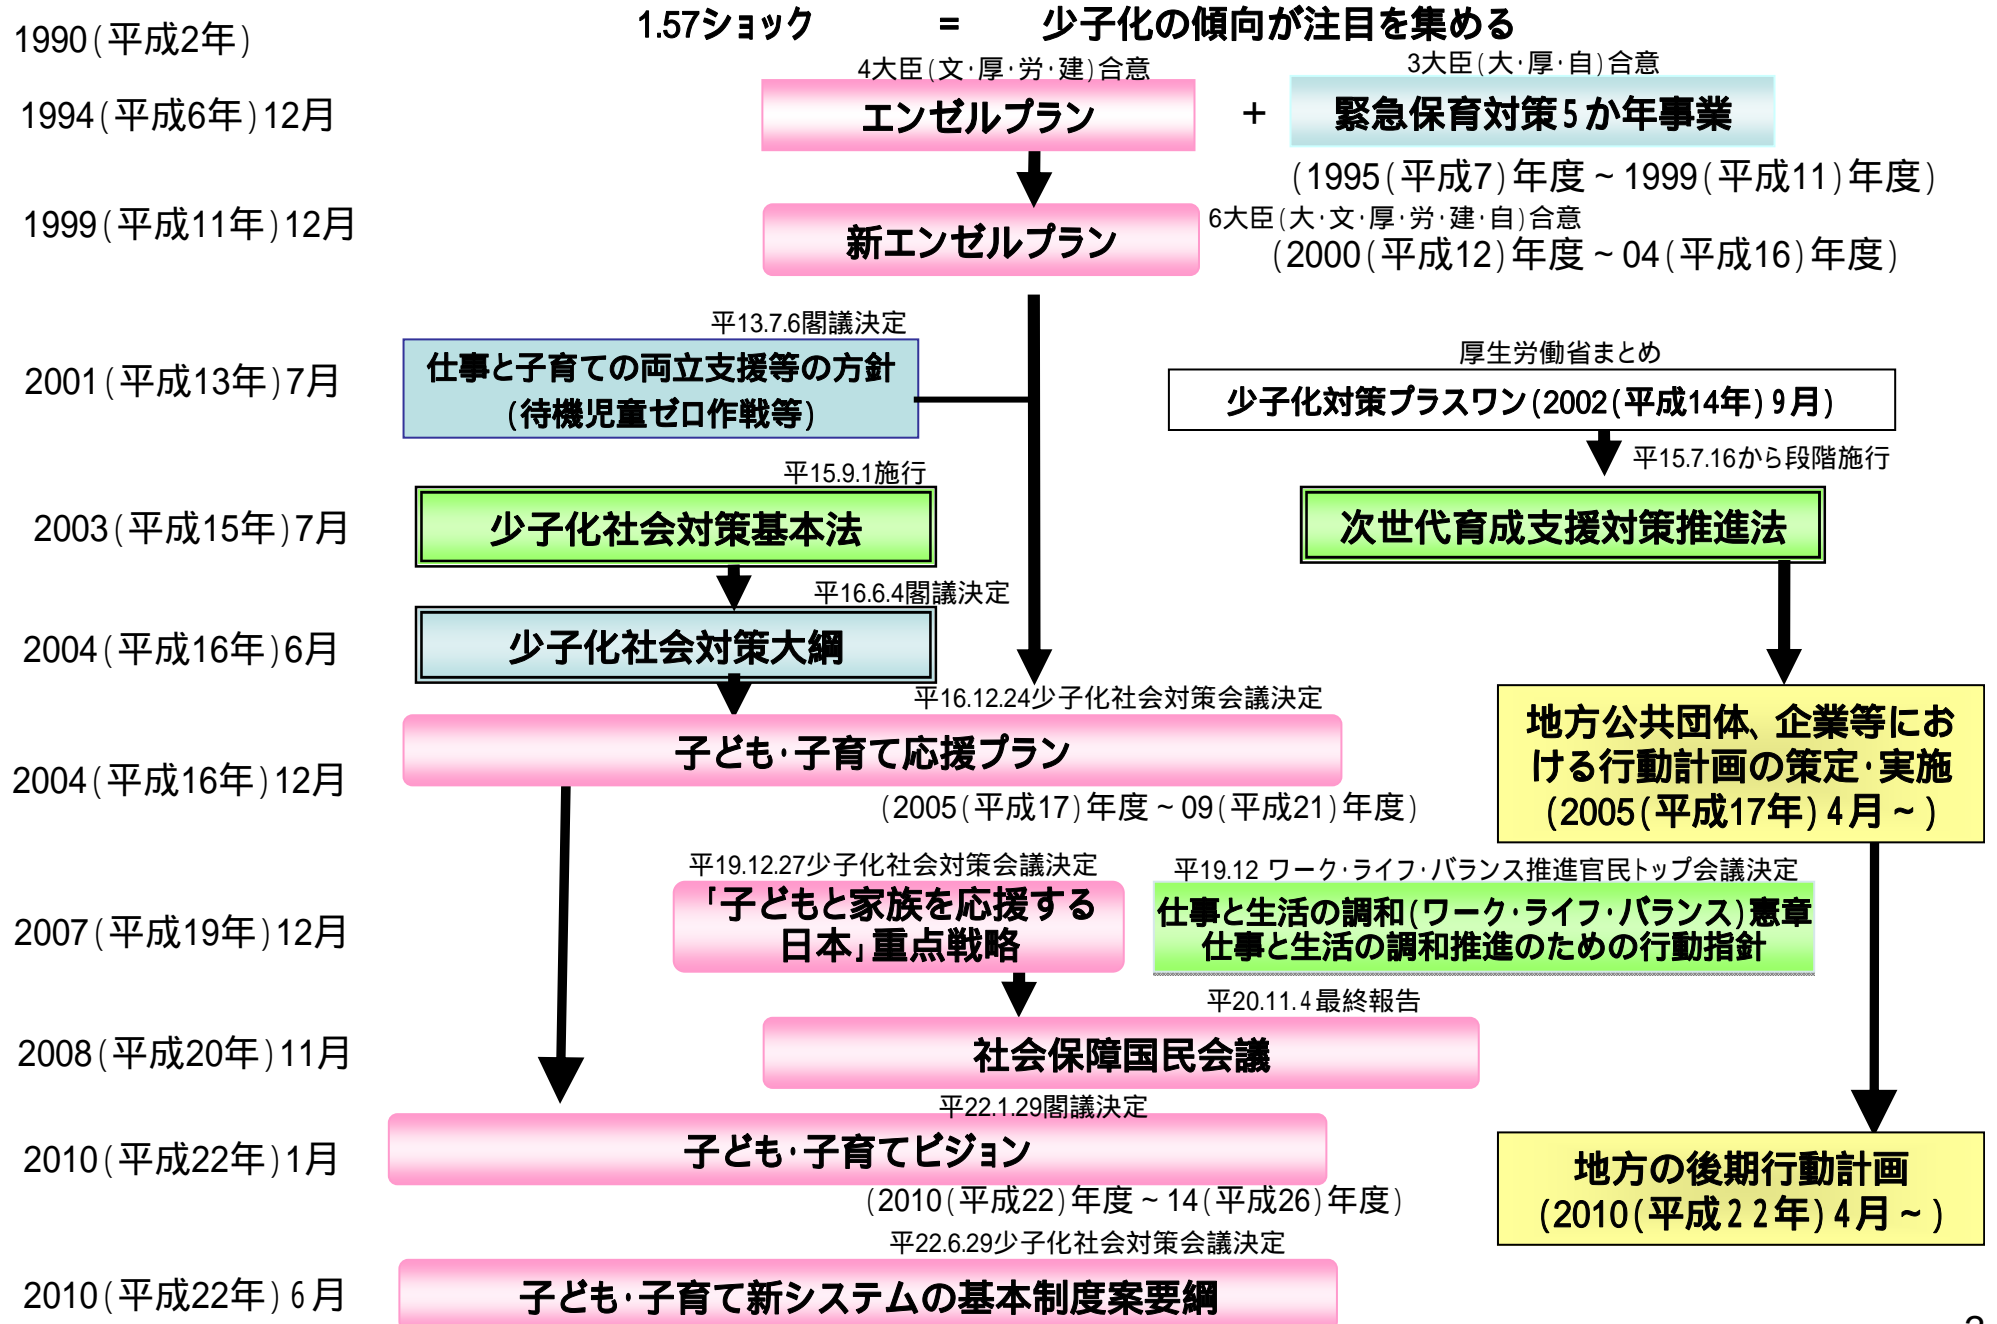 1.57ショック = 少子化の傾向が注目を集める
1990(平成2年)
4大臣(文・厚・労・建)合意
3大臣(大・厚・自)合意
1994(平成6年)12月
エンゼルプラン
+
緊急保育対策5か年事業
(1995(平成7)年度~1999(平成11)年度)
1999(平成11年)12月
新エンゼルプラン
6大臣(大・文・厚・労・建・自)合意
(2000(平成12)年度~04(平成16)年度)
平13.7.6閣議決定
2001(平成13年)7月
仕事と子育ての両立支援等の方針
(待機児童ゼロ作戦等)
厚生労働省まとめ
少子化対策プラスワン(2002(平成14年)9月)
平15.9.1施行
平15.7.16から段階施行
2003(平成15年)7月
少子化社会対策基本法
次世代育成支援対策推進法
平16.6.4閣議決定
2004(平成16年)6月
少子化社会対策大綱
平16.12.24少子化社会対策会議決定
2004(平成16年)12月
子ども・子育て応援プラン
(2005(平成17)年度~09(平成21)年度)
地方公共団体、企業等にお
ける行動計画の策定・実施
(2005(平成17年)4月~)
平19.12.27少子化社会対策会議決定
平19.12 ワーク・ライフ・バランス推進官民トップ会議決定
2007(平成19年)12月
「子どもと家族を応援する
日本」重点戦略
仕事と生活の調和(ワーク・ライフ・バランス)憲章
仕事と生活の調和推進のための行動指針
平20.11.4最終報告
2008(平成20年)11月
社会保障国民会議
平22.1.29閣議決定
2010(平成22年)1月
子ども・子育てビジョン
(2010(平成22)年度~14(平成26)年度)
地方の後期行動計画
(2010(平成22年)4月~)
平22.6.29少子化社会対策会議決定
2010(平成22年)6月
子ども・子育て新システムの基本制度案要綱